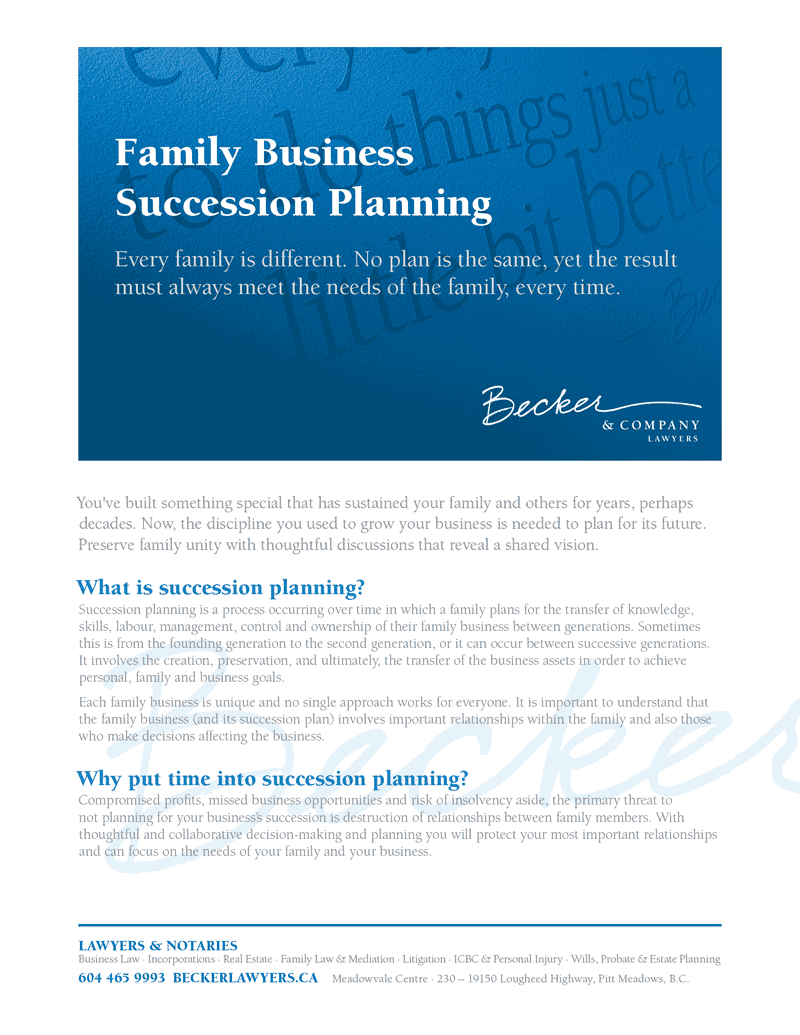 every day
to do things just a
little bit bette
— Beck
Family Business
Succession Planning
Every family is different. No plan is the same, yet the result
must always meet the needs of the family, every time.
Becker
& COMPANY
LAWYERS
You've built something special that has sustained your family and others for years, perhaps
decades. Now, the discipline you used to grow your business is needed to plan for its future.
Preserve family unity with thoughtful discussions that reveal a shared vision.
What is succession planning?
Succession planning is a process occurring over time in which a family plans for the transfer of knowledge,
skills, labour, management, control and ownership of their family business between generations. Sometimes
this is from the founding generation to the second generation, or it can occur between successive generations.
It involves the creation, preservation, and ultimately, the transfer of the business assets in order to achieve
personal, family and business goals.
Each family business is unique and no single approach works for everyone. It is important to understand that
the family business (and its succession plan) involves important relationships within the family and also those
who make decisions affecting the business.
Becker
Why put time into succession planning?
Compromised profits, missed business opportunities and risk of insolvency aside, the primary threat to
not planning for your business's succession is destruction of relationships between family members. With
thoughtful and collaborative decision-making and planning you will protect your most important relationships
and can focus on the needs of your family and your business.
LAWYERS & NOTARIES
Business Law · Incorporations · Real Estate · Family Law & Mediation · Litigation · ICBC & Personal Injury · Wills, Probate & Estate Planning
604 465 9993 BECKERLAWYERS.CA Meadowvale Centre · 230 – 19150 Lougheed Highway, Pitt Meadows, B.C.